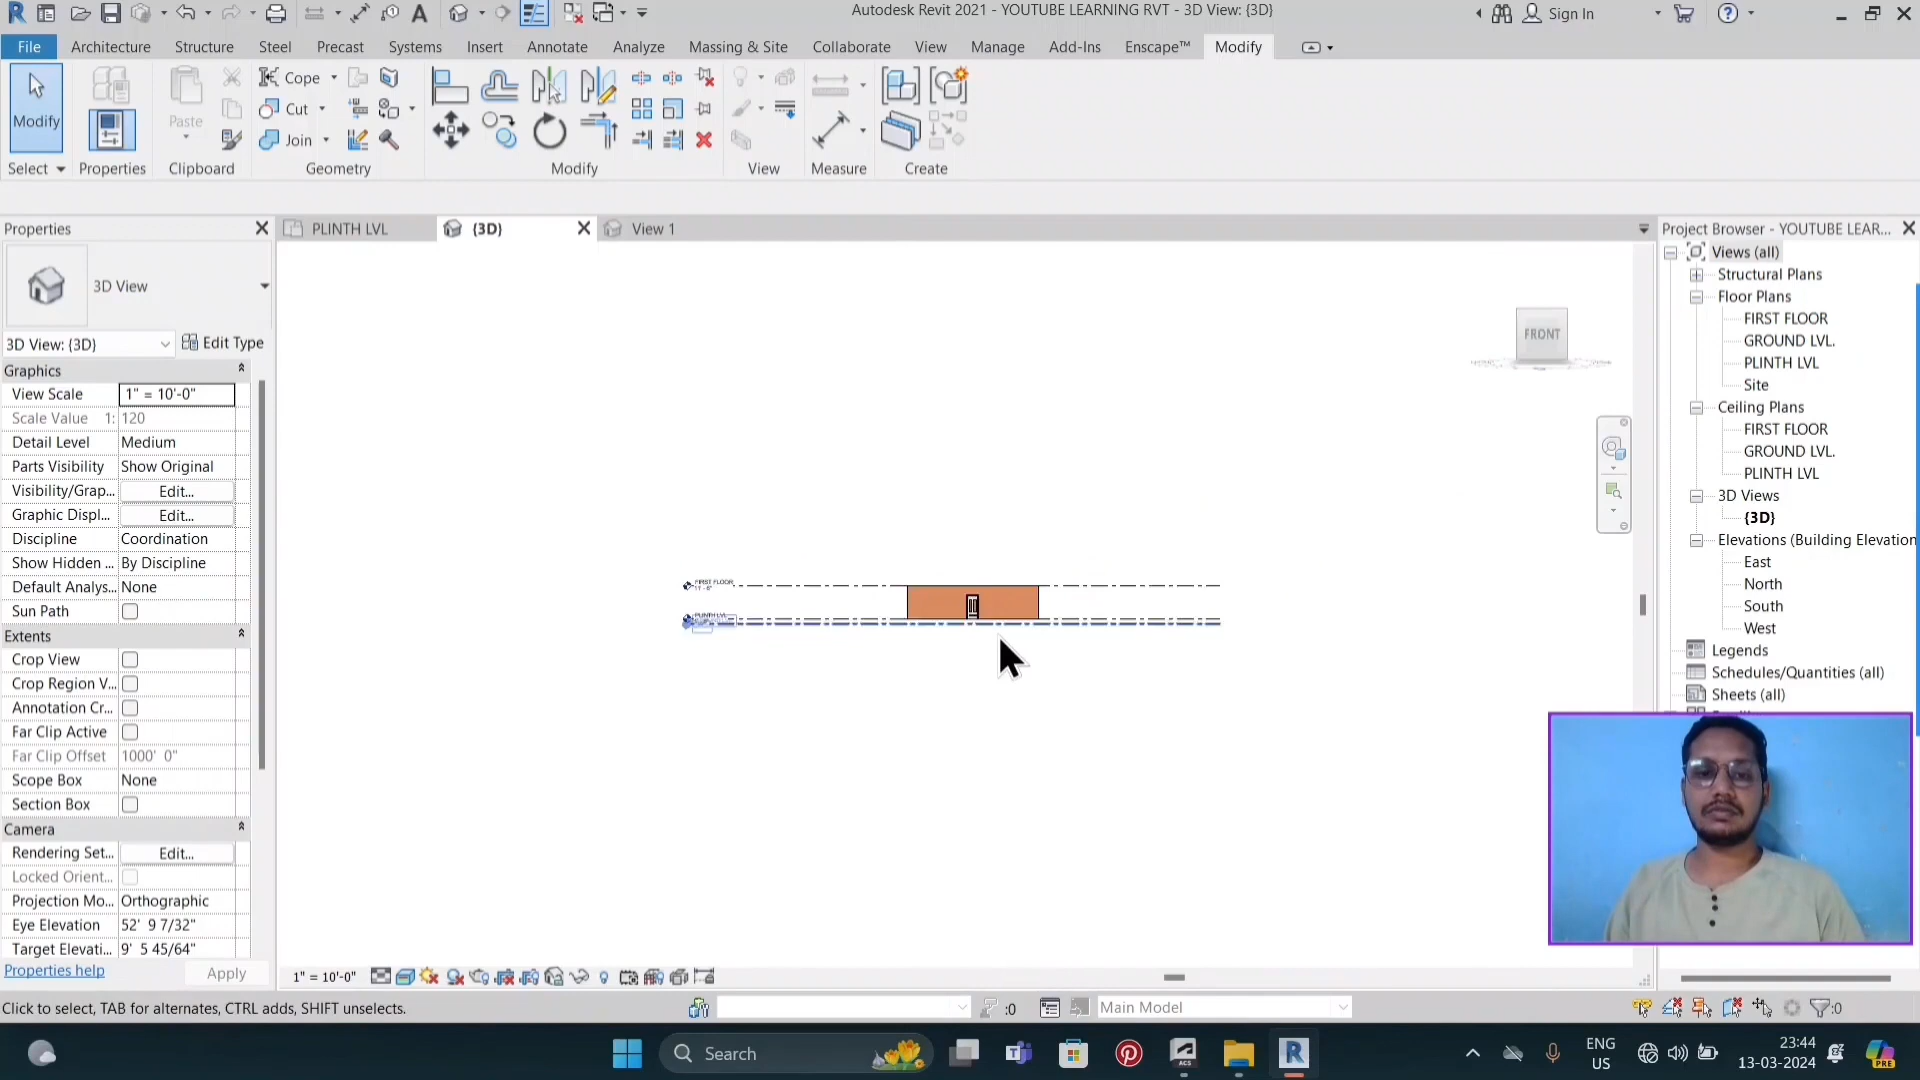 Autodesk Revit 2021 - YOUTUBE LEARNING RVT - 3D View: {3D}
Sign In
File
Architecture
Structure
Steel
Precast
Systems
Insert
Annotate
Analyze
Massing & Site
Collaborate
View
Manage
Add-Ins
Enscape™
Modify
Modify
Paste
Cope
Cut
Join
Select
Properties
Clipboard
Geometry
Modify
View
Measure
Create
Properties
PLINTH LVL
{3D}
View 1
Project Browser - YOUTUBE LEAR...
3D View
3D View: {3D}
Edit Type
Graphics
View Scale 1" = 10'-0"
Scale Value 1: 120
Detail Level Medium
Parts Visibility Show Original
Visibility/Grap... Edit...
Graphic Displ... Edit...
Discipline Coordination
Show Hidden ... By Discipline
Default Analys... None
Sun Path
Extents
Crop View
Crop Region V...
Annotation Cr...
Far Clip Active
Far Clip Offset 1000' 0"
Scope Box None
Section Box
Camera
Rendering Set... Edit...
Locked Orient...
Projection Mo... Orthographic
Eye Elevation 52' 9 7/32"
Target Elevati... 9' 5 45/64"
Properties help
Apply
FRONT
FIRST FLOOR
11' - 6"
PLINTH LVL
Views (all)
Structural Plans
Floor Plans
FIRST FLOOR
GROUND LVL.
PLINTH LVL
Site
Ceiling Plans
FIRST FLOOR
GROUND LVL.
PLINTH LVL
3D Views
{3D}
Elevations (Building Elevation
East
North
South
West
Legends
Schedules/Quantities (all)
Sheets (all)
1" = 10'-0"
Click to select, TAB for alternates, CTRL adds, SHIFT unselects.
:0
Main Model
:0
Search
ACS
ENG
US
23:44
13-03-2024
PRE